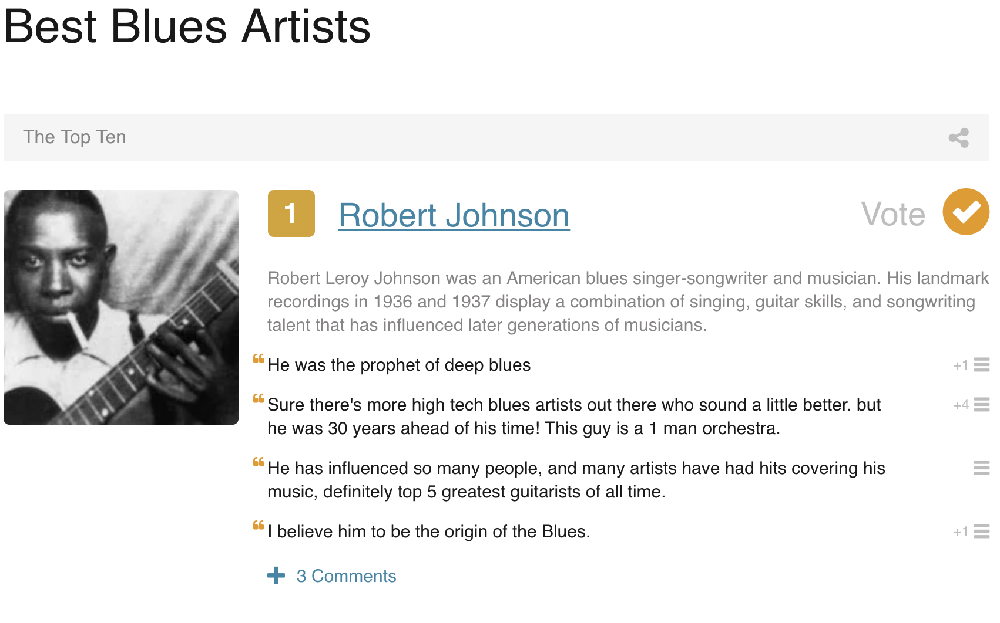 Best Blues Artists
The Top Ten
1 Robert Johnson Vote
Robert Leroy Johnson was an American blues singer-songwriter and musician. His landmark
recordings in 1936 and 1937 display a combination of singing, guitar skills, and songwriting
talent that has influenced later generations of musicians.
“He was the prophet of deep blues +1
“Sure there's more high tech blues artists out there who sound a little better. but +4
he was 30 years ahead of his time! This guy is a 1 man orchestra.
“He has influenced so many people, and many artists have had hits covering his
music, definitely top 5 greatest guitarists of all time.
“I believe him to be the origin of the Blues. +1
+ 3 Comments